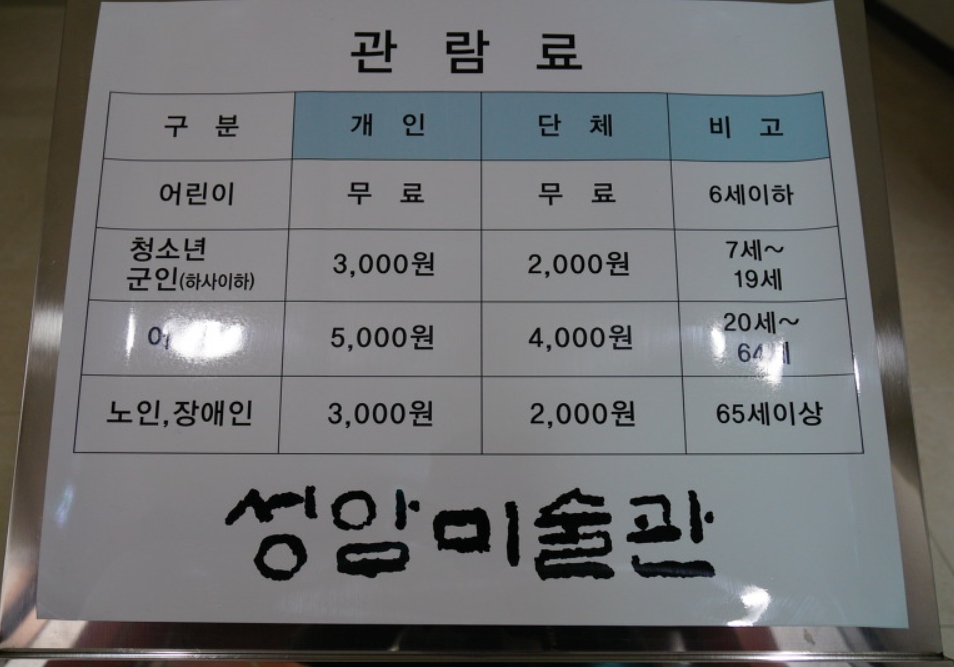 관 람 료
구 분 개 인 단 체 비 고
어린이 무 료 무 료 6세이하
청소년 7세~
군인(하사이하) 3,000원 2,000원 19세
5,000원 4,000원 20세~
노인,장애인 3,000원 2,000원 65세이상
성암미술관